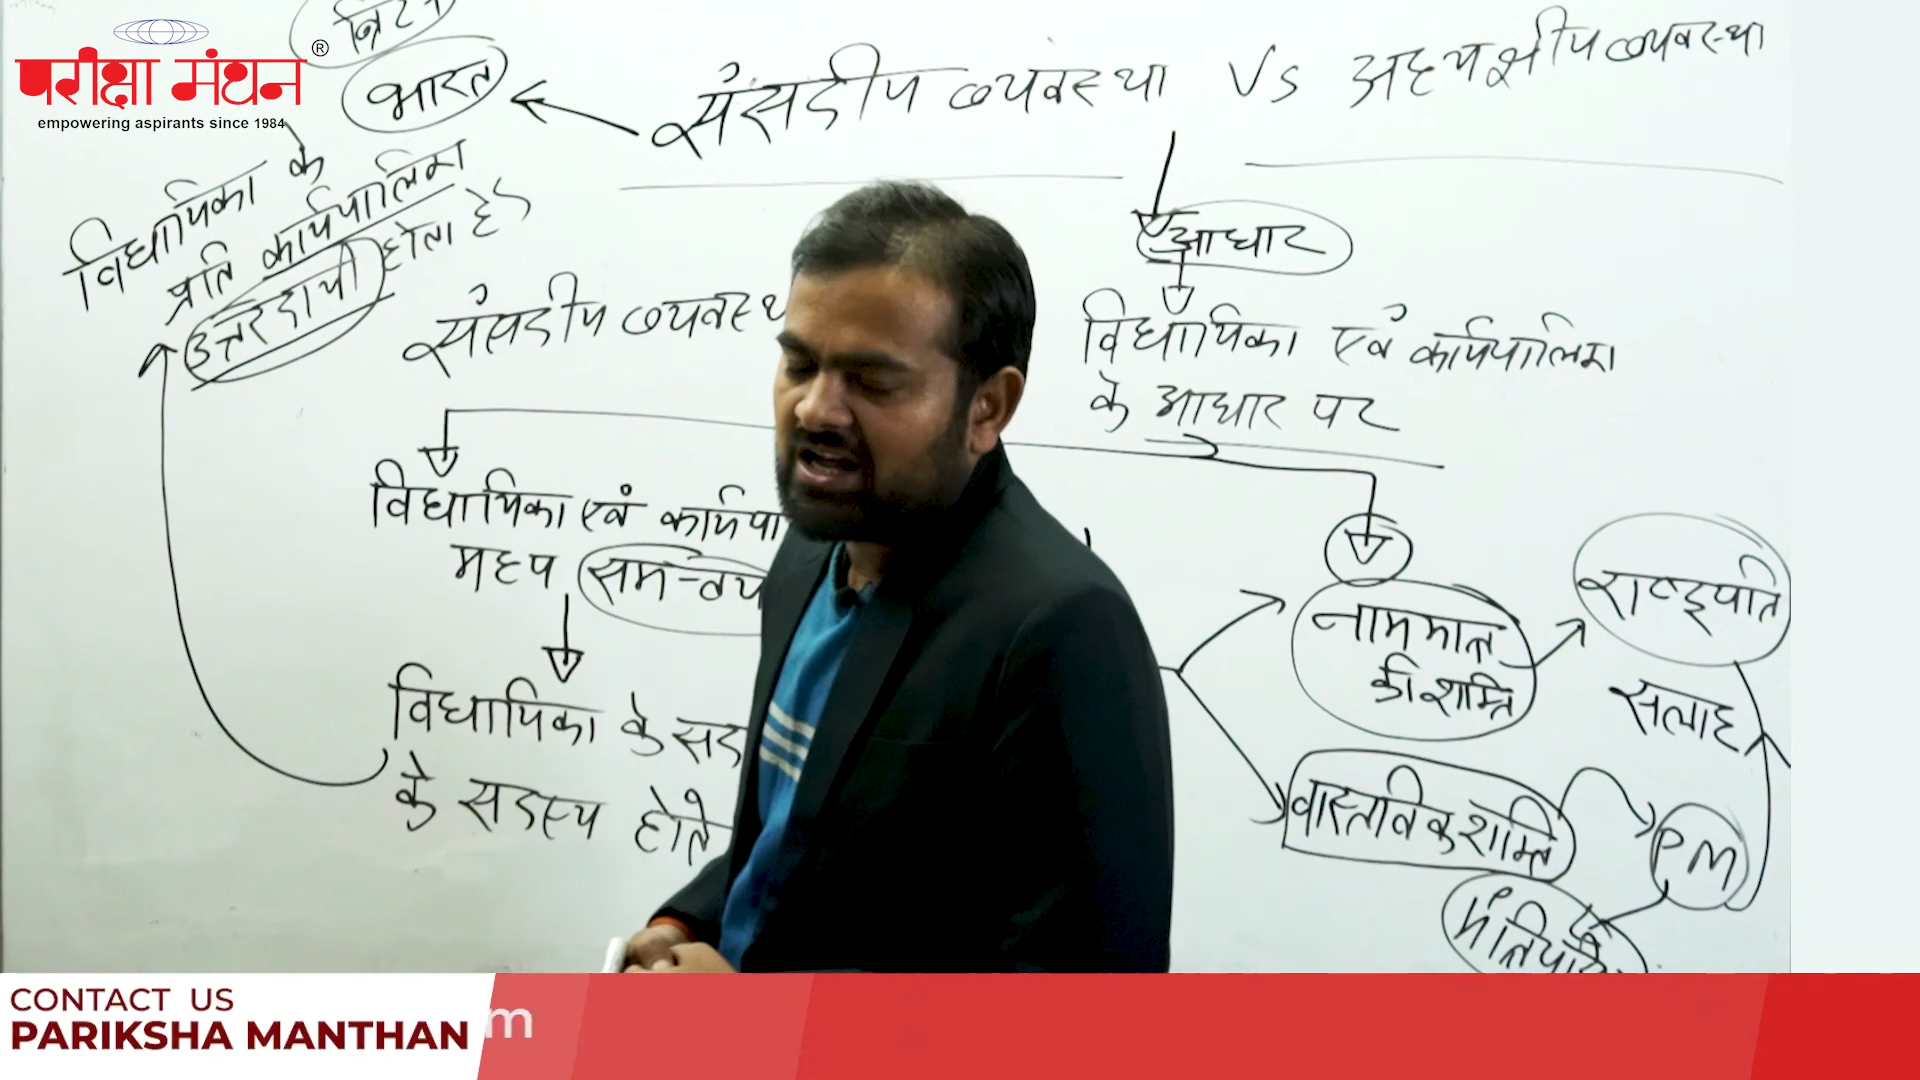 ब्रिटेन
परीक्षा मंथन ®
empowering aspirants since 1984
भारत
संसदीय व्यवस्था Vs अध्यक्षीय व्यवस्था
विधायिका के
प्रति कार्यपालिका
उत्तरदायी होता है
आधार
विधायिका एवं कार्यपालिका
के आधार पर
संसदीय व्यवस्था
विधायिका एवं कार्यपा
मध्य समन्वय
विधायिका के सद
के सदस्य होते
नाममात्र
की शक्ति
राष्ट्रपति
सलाह
वास्तविक शक्ति
PM
मंत्रिपरि
CONTACT US
PARIKSHA MANTHAN
m